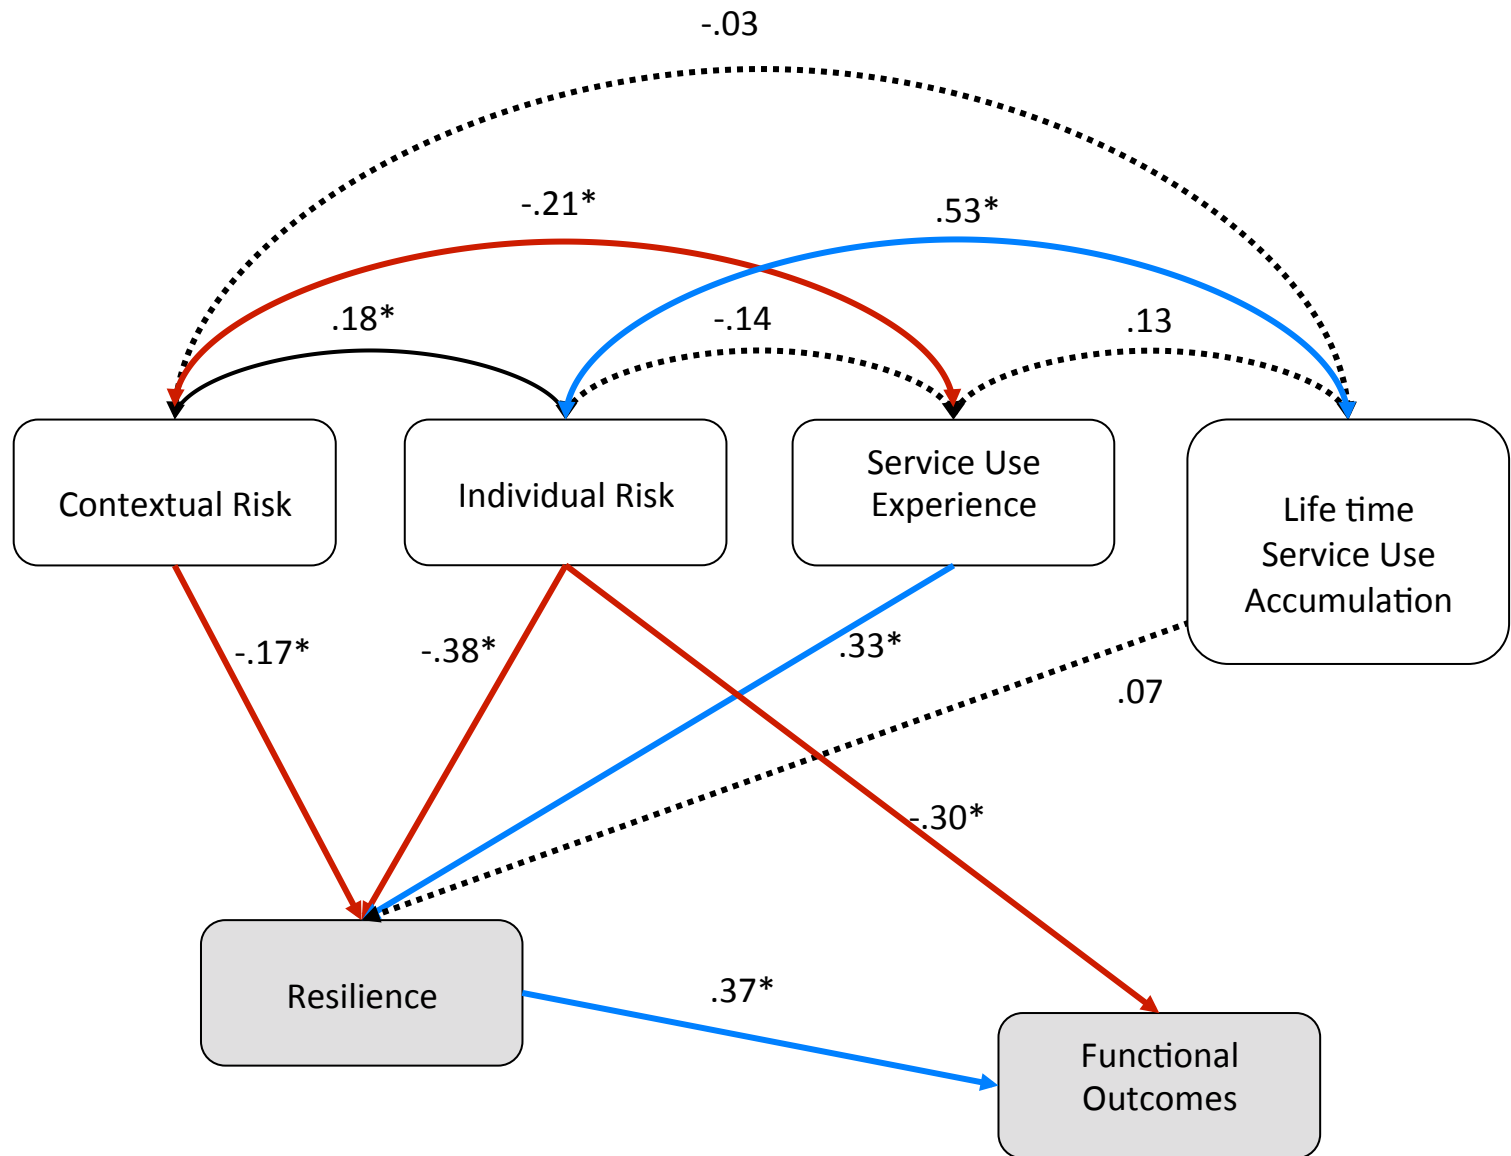 -.03
-.21*
.53*
.18*
-.14
.13
Contextual Risk
Individual Risk
Service Use
Experience
Life time
Service Use
Accumulation
-.17*
-.38*
.33*
.07
-.30*
Resilience
.37*
Functional
Outcomes